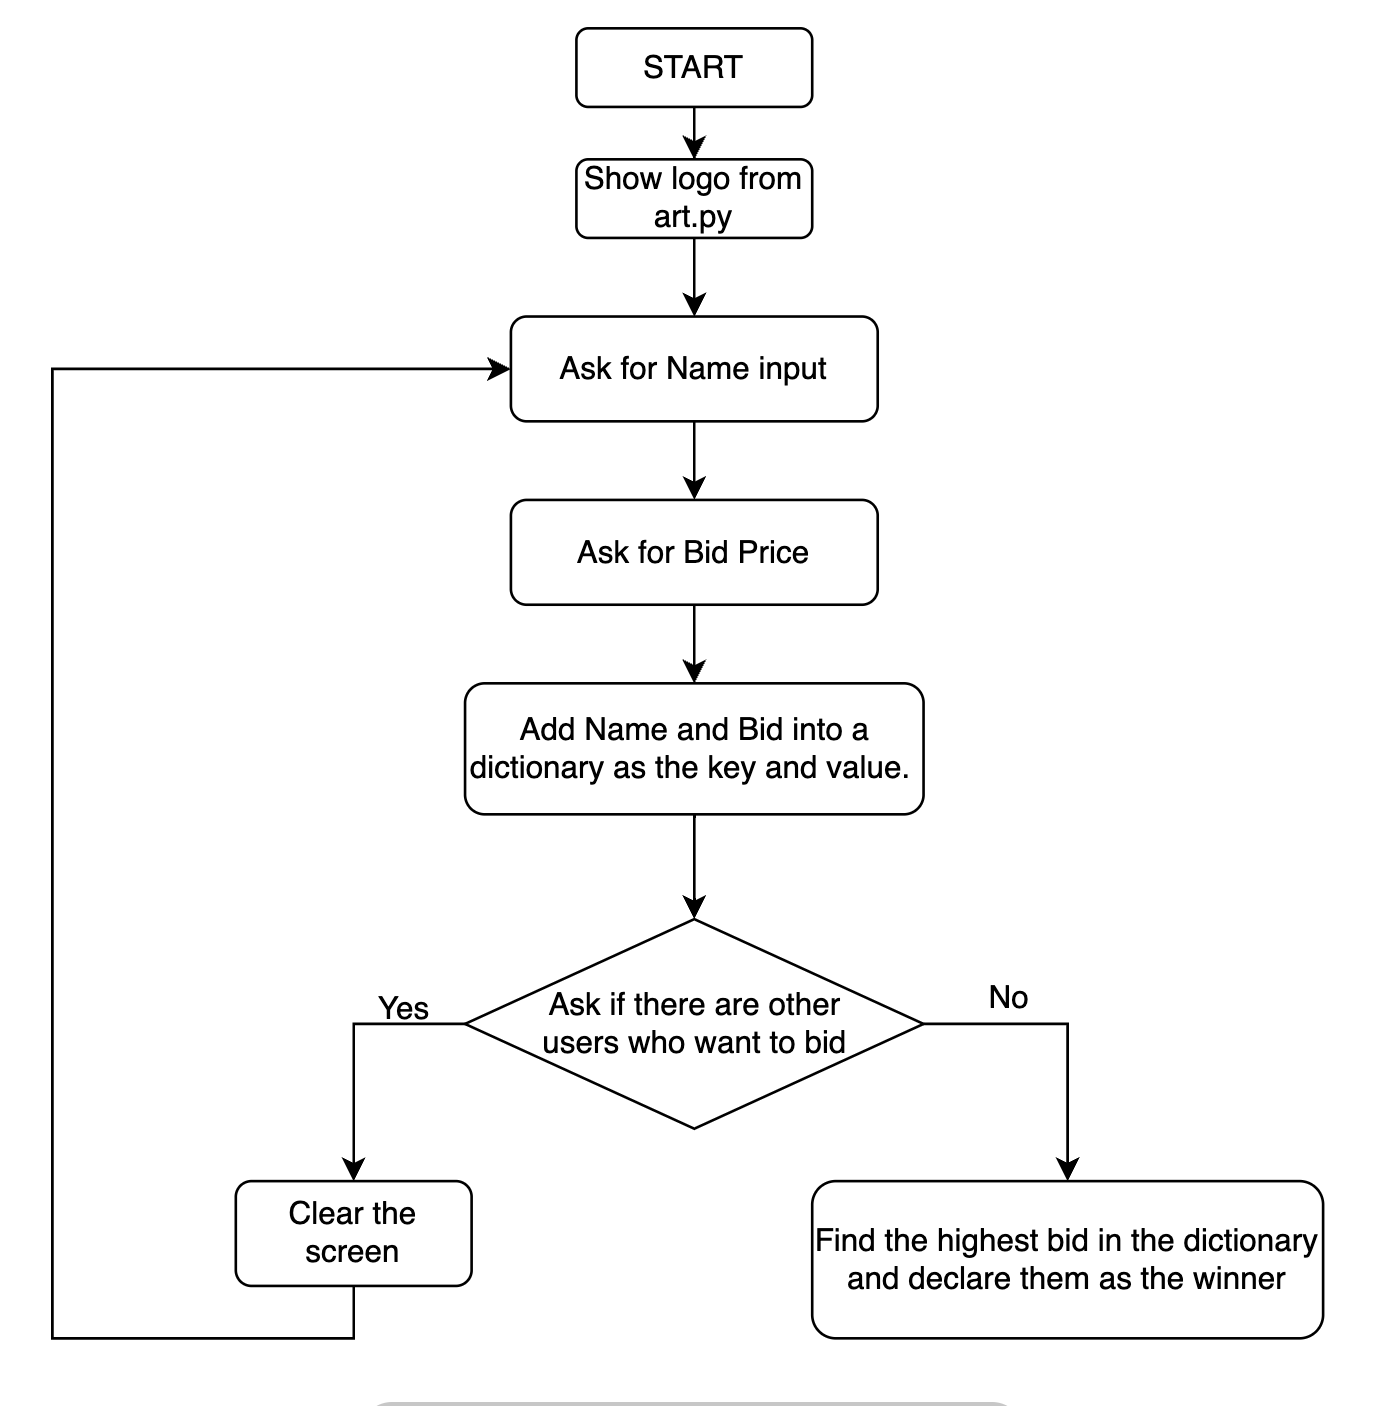 START
Show logo from
art.py
Ask for Name input
Ask for Bid Price
Add Name and Bid into a
dictionary as the key and value.
Ask if there are other
users who want to bid
Yes
No
Clear the
screen
Find the highest bid in the dictionary
and declare them as the winner